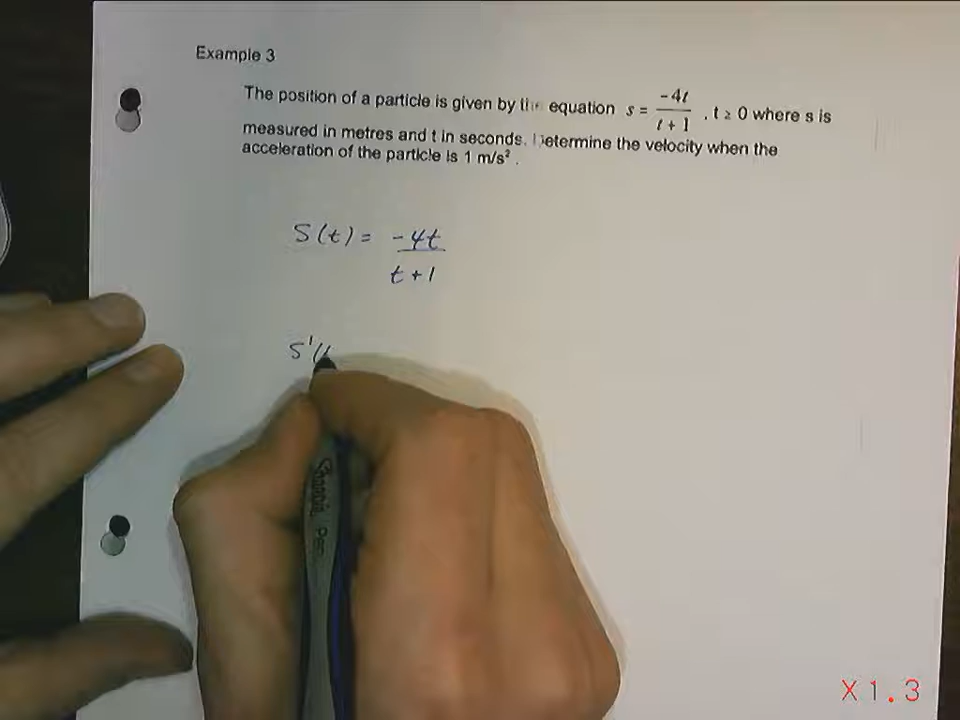 Example 3
The position of a particle is given by the equation s = -4t / t + 1 , t ≥ 0 where s is
measured in metres and t in seconds. Determine the velocity when the
acceleration of the particle is 1 m/s² .
S(t) = -4t / t + 1
S'(
Sharpie Pen
X1.3